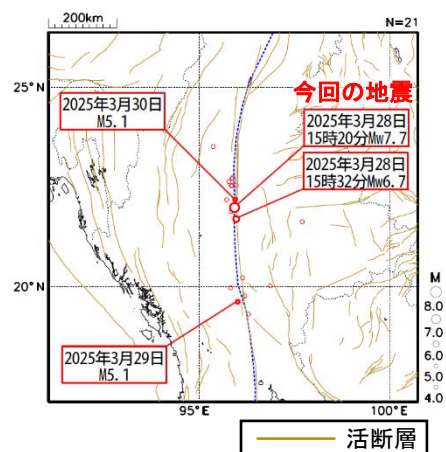 200km
N=21
25°N
今回の地震
2025年3月30日
M5.1
2025年3月28日
15時20分Mw7.7
2025年3月28日
15時32分Mw6.7
20°N
M
8.0
7.0
6.0
5.0
4.0
2025年3月29日
M5.1
95°E
100°E
活断層